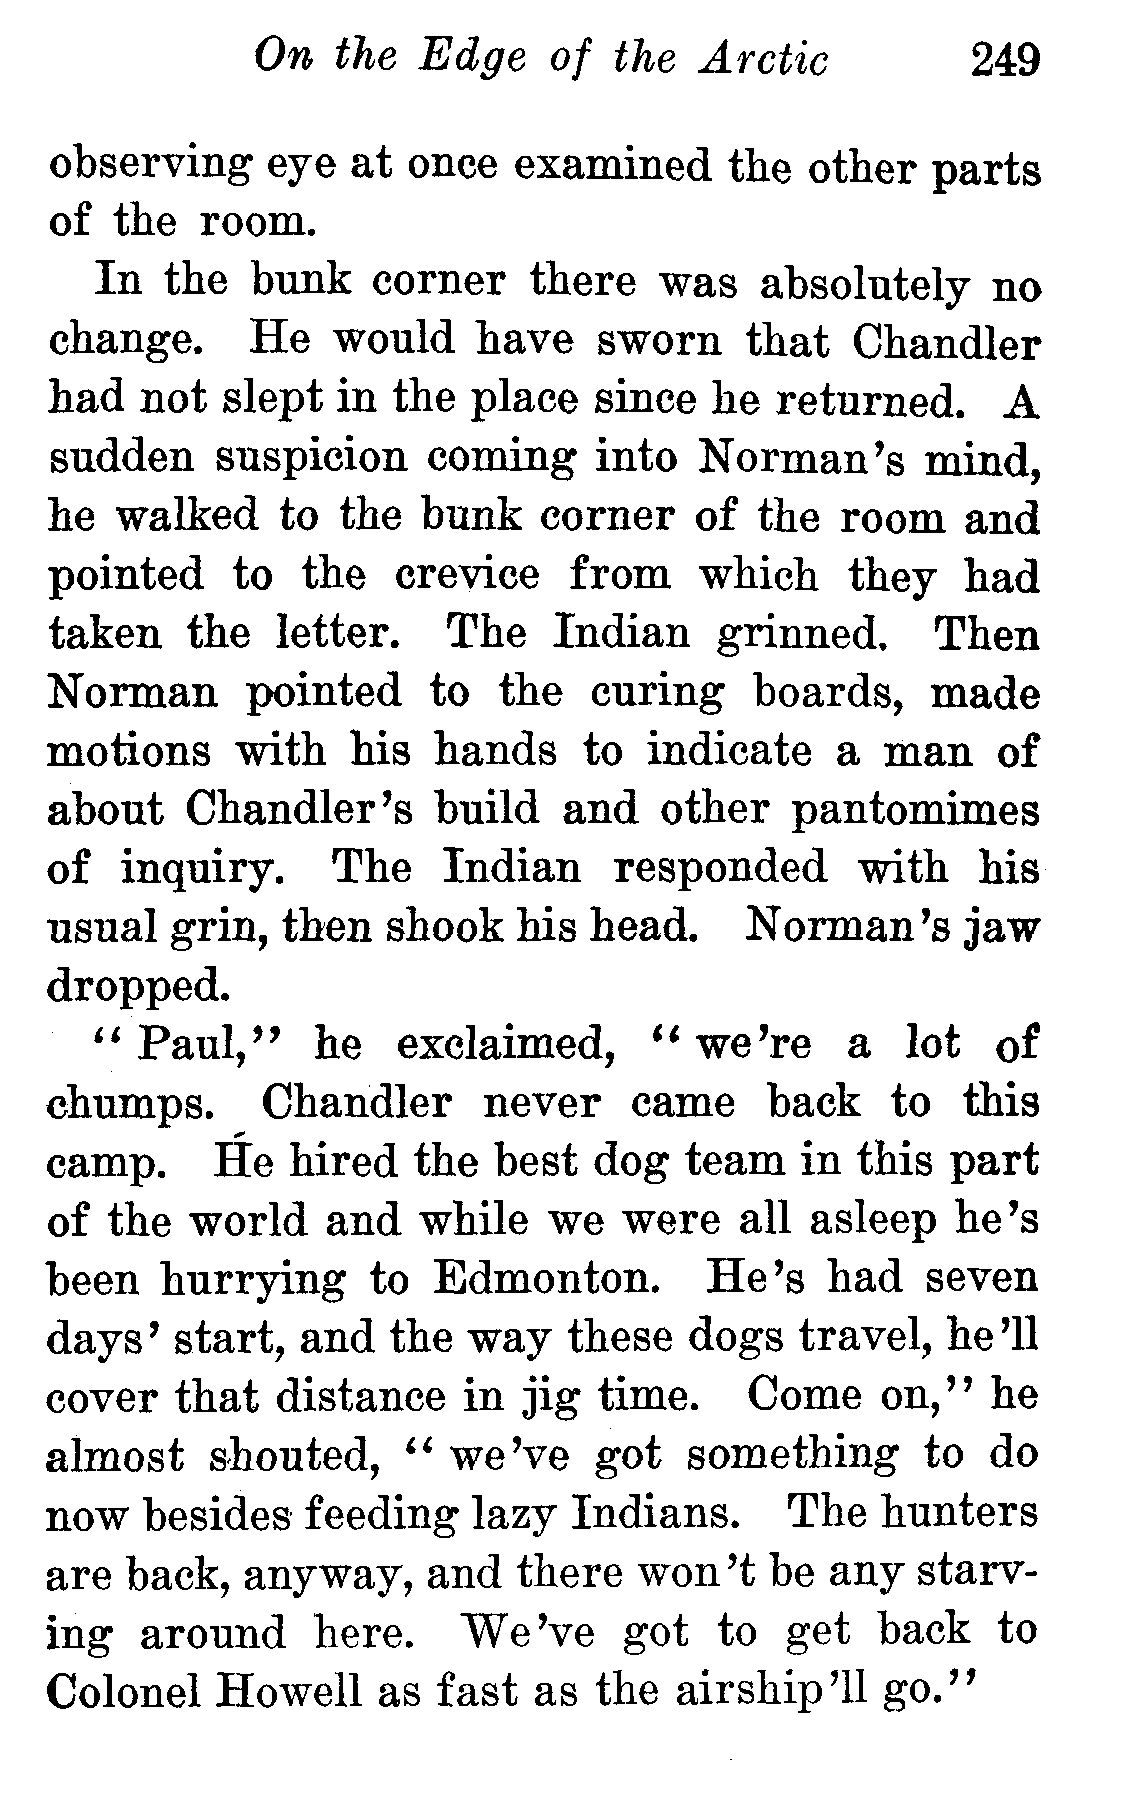 On the Edge of the Arctic 249
observing eye at once examined the other parts
of the room.
In the bunk corner there was absolutely no
change. He would have sworn that Chandler
had not slept in the place since he returned. A
sudden suspicion coming into Norman's mind,
he walked to the bunk corner of the room and
pointed to the crevice from which they had
taken the letter. The Indian grinned. Then
Norman pointed to the curing boards, made
motions with his hands to indicate a man of
about Chandler's build and other pantomimes
of inquiry. The Indian responded with his
usual grin, then shook his head. Norman's jaw
dropped.
"Paul," he exclaimed, "we're a lot of
chumps. Chandler never came back to this
camp. He hired the best dog team in this part
of the world and while we were all asleep he's
been hurrying to Edmonton. He's had seven
days' start, and the way these dogs travel, he'll
cover that distance in jig time. Come on," he
almost shouted, "we've got something to do
now besides feeding lazy Indians. The hunters
are back, anyway, and there won't be any starv-
ing around here. We've got to get back to
Colonel Howell as fast as the airship'll go."